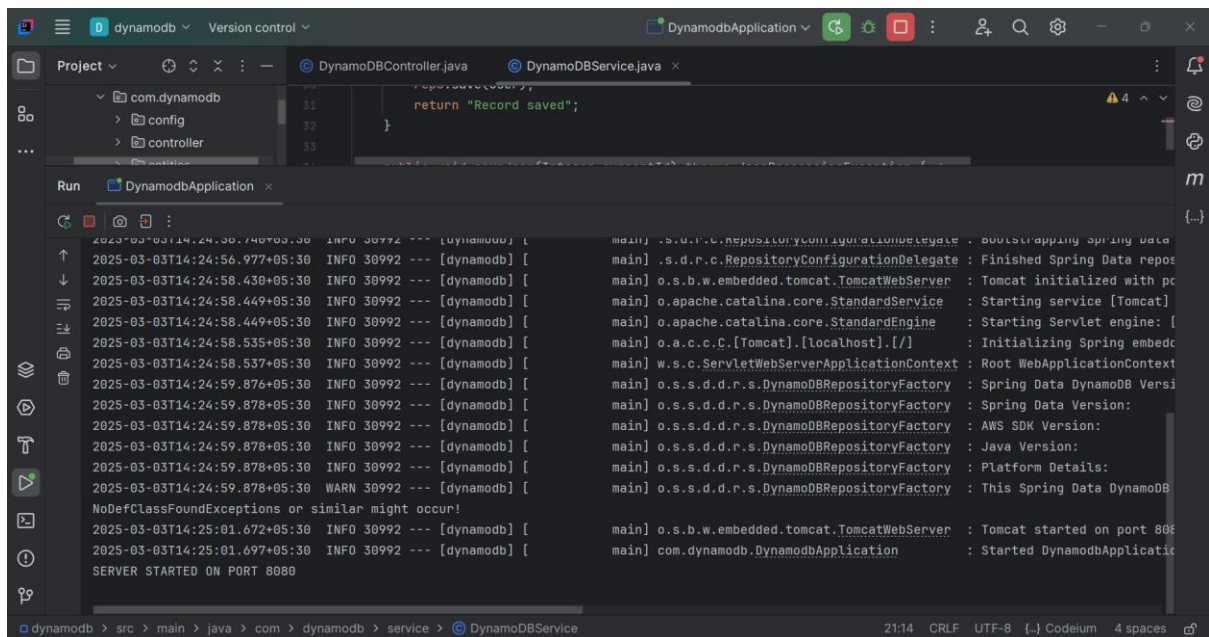 D dynamodb Version control DynamodbApplication
Project DynamoDBController.java DynamoDBService.java
com.dynamodb
config
controller
entities
repo.save(user);
31 return "Record saved"; 4
32 }
33
Run DynamodbApplication
INFO 30992 --- [dynamodb] [ main] .s.d.r.c.RepositoryConfigurationDelegate : Bootstrapping Spring Data
2025-03-03T14:24:56.977+05:30 INFO 30992 --- [dynamodb] [ main] .s.d.r.c.RepositoryConfigurationDelegate : Finished Spring Data repos
2025-03-03T14:24:58.430+05:30 INFO 30992 --- [dynamodb] [ main] o.s.b.w.embedded.tomcat.TomcatWebServer : Tomcat initialized with po
2025-03-03T14:24:58.449+05:30 INFO 30992 --- [dynamodb] [ main] o.apache.catalina.core.StandardService : Starting service [Tomcat]
2025-03-03T14:24:58.449+05:30 INFO 30992 --- [dynamodb] [ main] o.apache.catalina.core.StandardEngine : Starting Servlet engine: [
2025-03-03T14:24:58.535+05:30 INFO 30992 --- [dynamodb] [ main] o.a.c.c.C.[Tomcat].[localhost].[/] : Initializing Spring embedd
2025-03-03T14:24:58.537+05:30 INFO 30992 --- [dynamodb] [ main] w.s.c.ServletWebServerApplicationContext : Root WebApplicationContext
2025-03-03T14:24:59.876+05:30 INFO 30992 --- [dynamodb] [ main] o.s.s.d.d.r.s.DynamoDBRepositoryFactory : Spring Data DynamoDB Versi
2025-03-03T14:24:59.878+05:30 INFO 30992 --- [dynamodb] [ main] o.s.s.d.d.r.s.DynamoDBRepositoryFactory : Spring Data Version:
2025-03-03T14:24:59.878+05:30 INFO 30992 --- [dynamodb] [ main] o.s.s.d.d.r.s.DynamoDBRepositoryFactory : AWS SDK Version:
2025-03-03T14:24:59.878+05:30 INFO 30992 --- [dynamodb] [ main] o.s.s.d.d.r.s.DynamoDBRepositoryFactory : Java Version:
2025-03-03T14:24:59.878+05:30 INFO 30992 --- [dynamodb] [ main] o.s.s.d.d.r.s.DynamoDBRepositoryFactory : Platform Details:
2025-03-03T14:24:59.878+05:30 WARN 30992 --- [dynamodb] [ main] o.s.s.d.d.r.s.DynamoDBRepositoryFactory : This Spring Data DynamoDB
NoDefClassFoundExceptions or similar might occur!
2025-03-03T14:25:01.672+05:30 INFO 30992 --- [dynamodb] [ main] o.s.b.w.embedded.tomcat.TomcatWebServer : Tomcat started on port 808
2025-03-03T14:25:01.697+05:30 INFO 30992 --- [dynamodb] [ main] com.dynamodb.DynamodbApplication : Started DynamodbApplicatio
SERVER STARTED ON PORT 8080
dynamodb > src > main > java > com > dynamodb > service > DynamoDBService 21:14 CRLF UTF-8 {...} Codeium 4 spaces